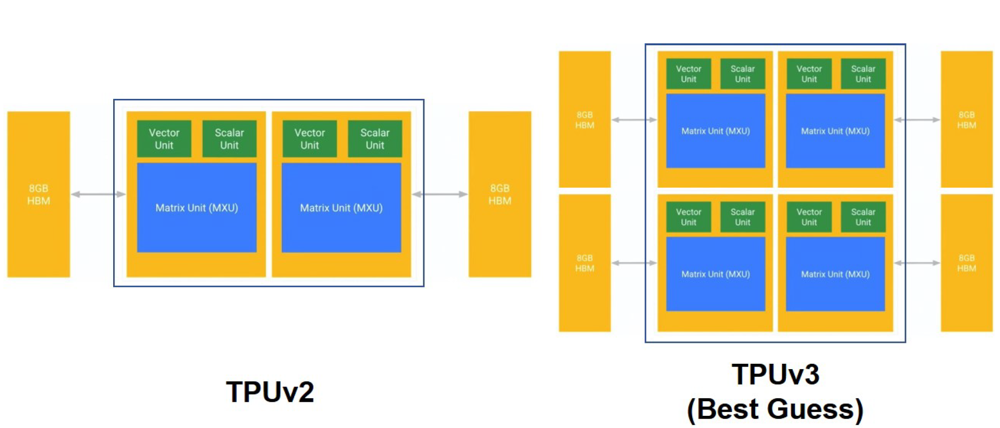 8GB
HBM
Vector
Unit
Scalar
Unit
Matrix Unit (MXU)
Vector
Unit
Scalar
Unit
Matrix Unit (MXU)
8GB
HBM
TPUv2
8GB
HBM
Vector
Unit
Scalar
Unit
Matrix Unit (MXU)
Vector
Unit
Scalar
Unit
Matrix Unit (MXU)
8GB
HBM
8GB
HBM
Vector
Unit
Scalar
Unit
Matrix Unit (MXU)
Vector
Unit
Scalar
Unit
Matrix Unit (MXU)
8GB
HBM
TPUv3
(Best Guess)